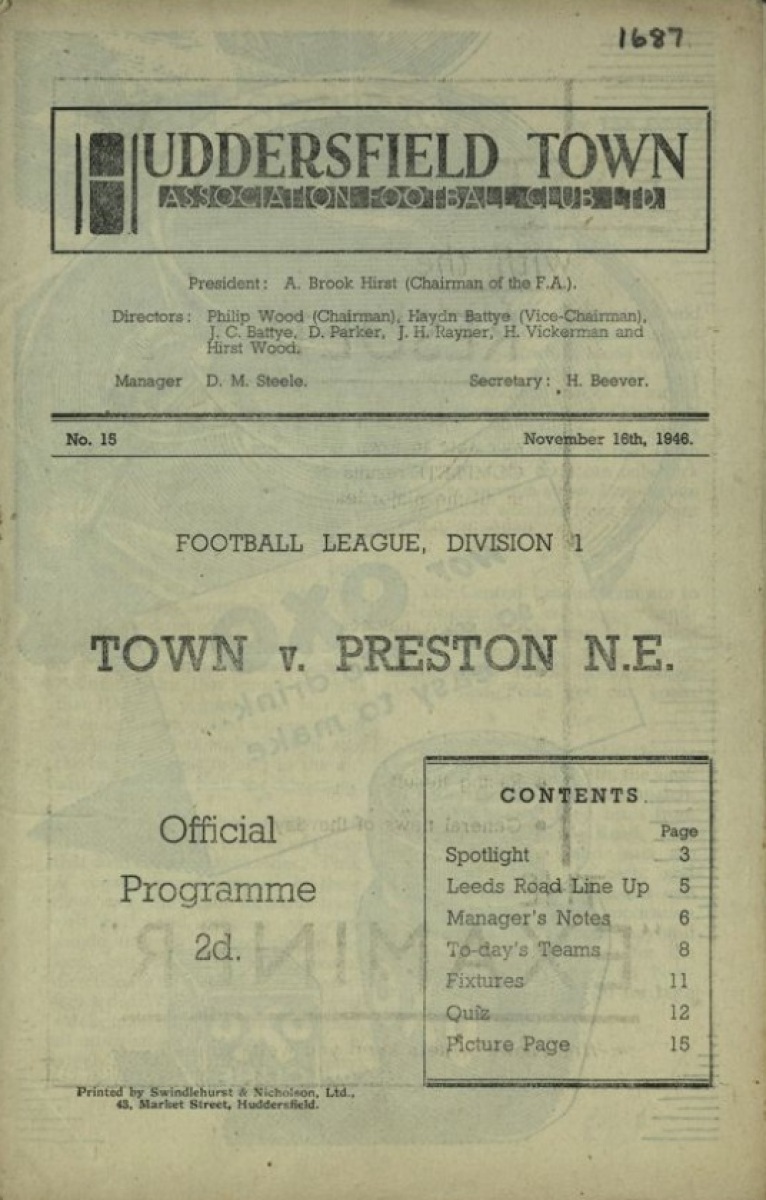 1687
HUDDERSFIELD TOWN
ASSOCIATION FOOTBALL CLUB LTD.
President: A. Brook Hirst (Chairman of the F.A.).
Directors: Philip Wood (Chairman), Haydn Battye (Vice-Chairman),
J. C. Battye, D. Parker, J. H. Rayner, H. Vickerman and
Hirst Wood.
Manager D. M. Steele. Secretary: H. Beever.
No. 15 November 16th, 1946.
FOOTBALL LEAGUE, DIVISION 1
TOWN v. PRESTON N.E.
Official
Programme
2d.
CONTENTS.
Page
Spotlight 3
Leeds Road Line Up 5
Manager's Notes 6
To-day's Teams 8
Fixtures 11
Quiz 12
Picture Page 15
Printed by Swindlehurst & Nicholson, Ltd.,
43, Market Street, Huddersfield.